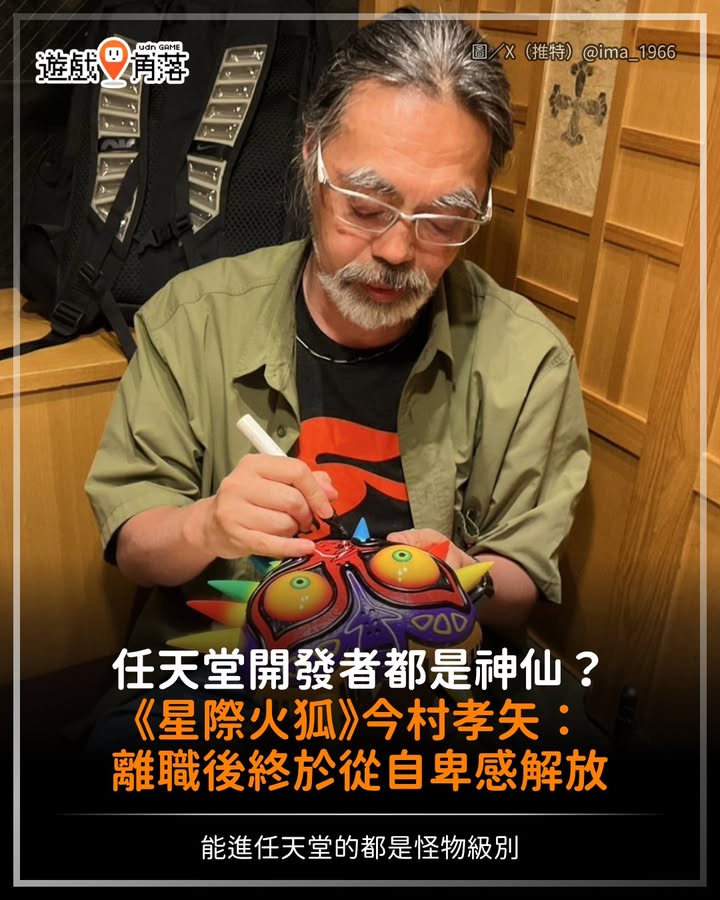 udn GAME
遊戲角落
圖／X（推特）@ima_1966
任天堂開發者都是神仙？
《星際火狐》今村孝矢：
離職後終於從自卑感解放
能進任天堂的都是怪物級別